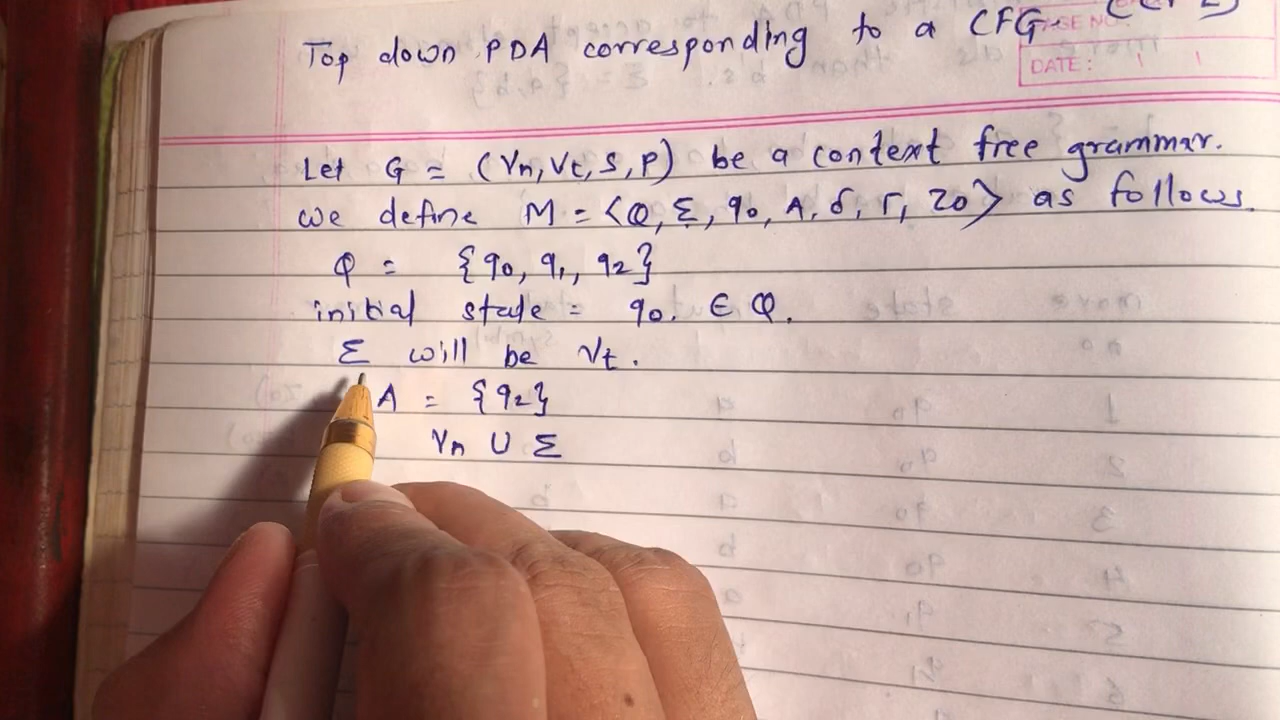 Top down PDA corresponding to a CFG.
DATE:
Let G = (Vn, Vt, S, P) be a context free grammar.
we define M = <Q, Σ, q0, A, δ, Γ, Z0> as follows.
Q = {q0, q1, q2}
initial state = q0. ∈ Q.
Σ will be Vt.
A = {q2}
Vn ∪ Σ